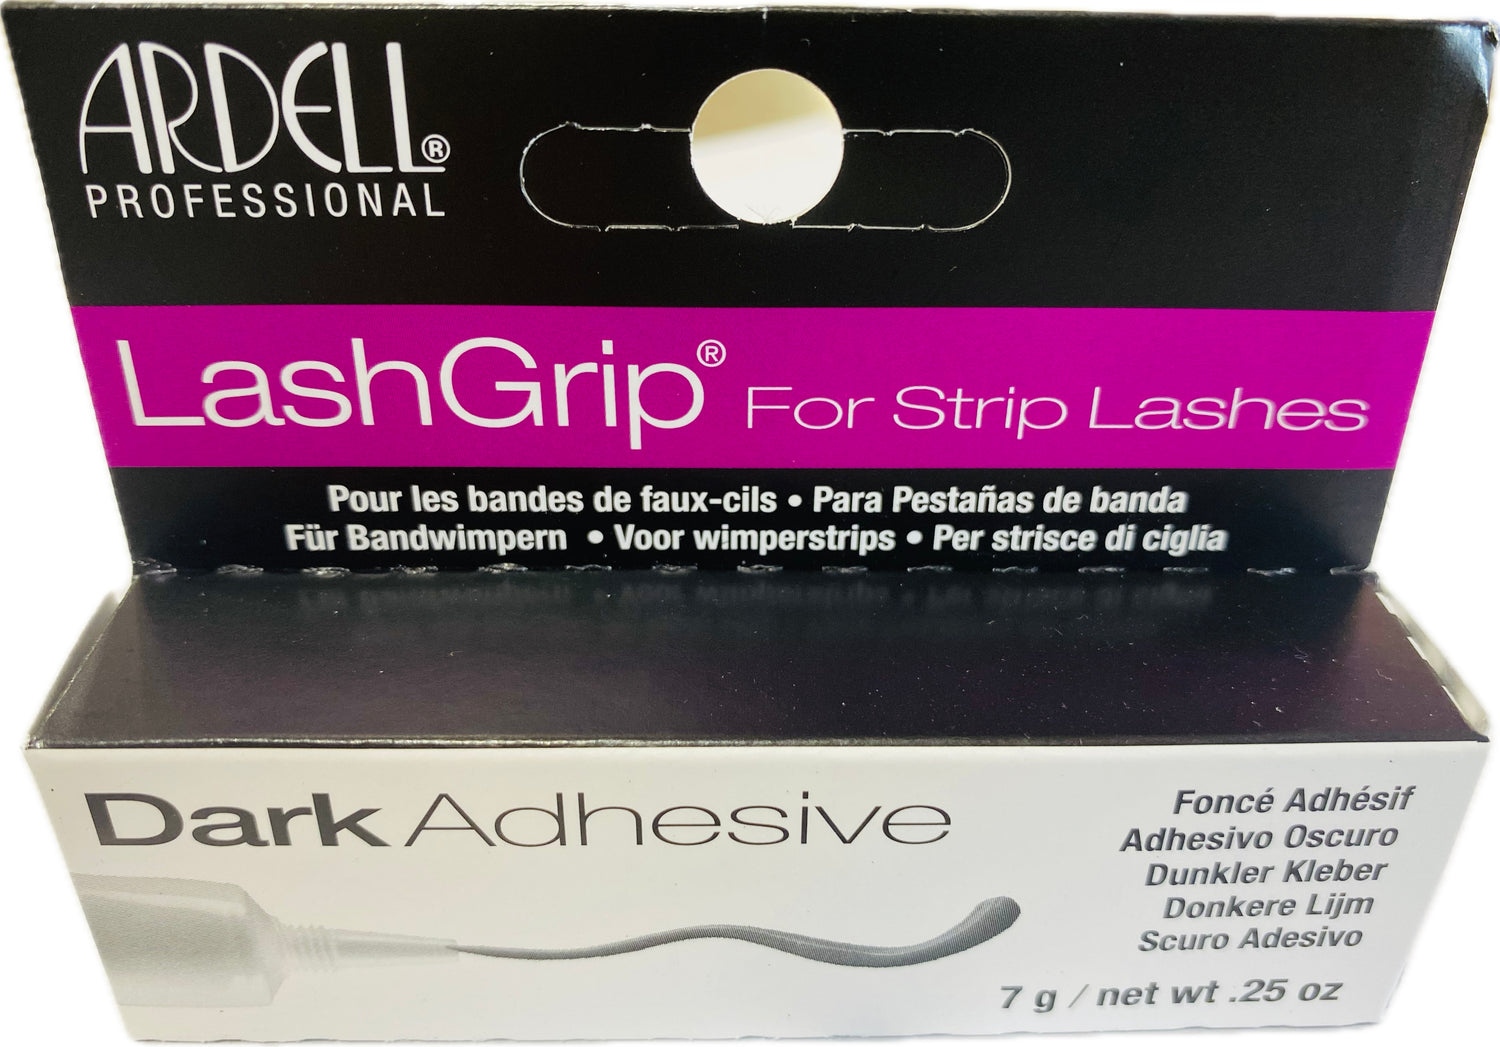 ARDELL®
PROFESSIONAL
LashGrip® For Strip Lashes
Pour les bandes de faux-cils • Para Pestañas de banda
Für Bandwimpern • Voor wimperstrips • Per strisce di ciglia
Dark Adhesive
Foncé Adhésif
Adhesivo Oscuro
Dunkler Kleber
Donkere Lijm
Scuro Adesivo
7 g / net wt .25 oz